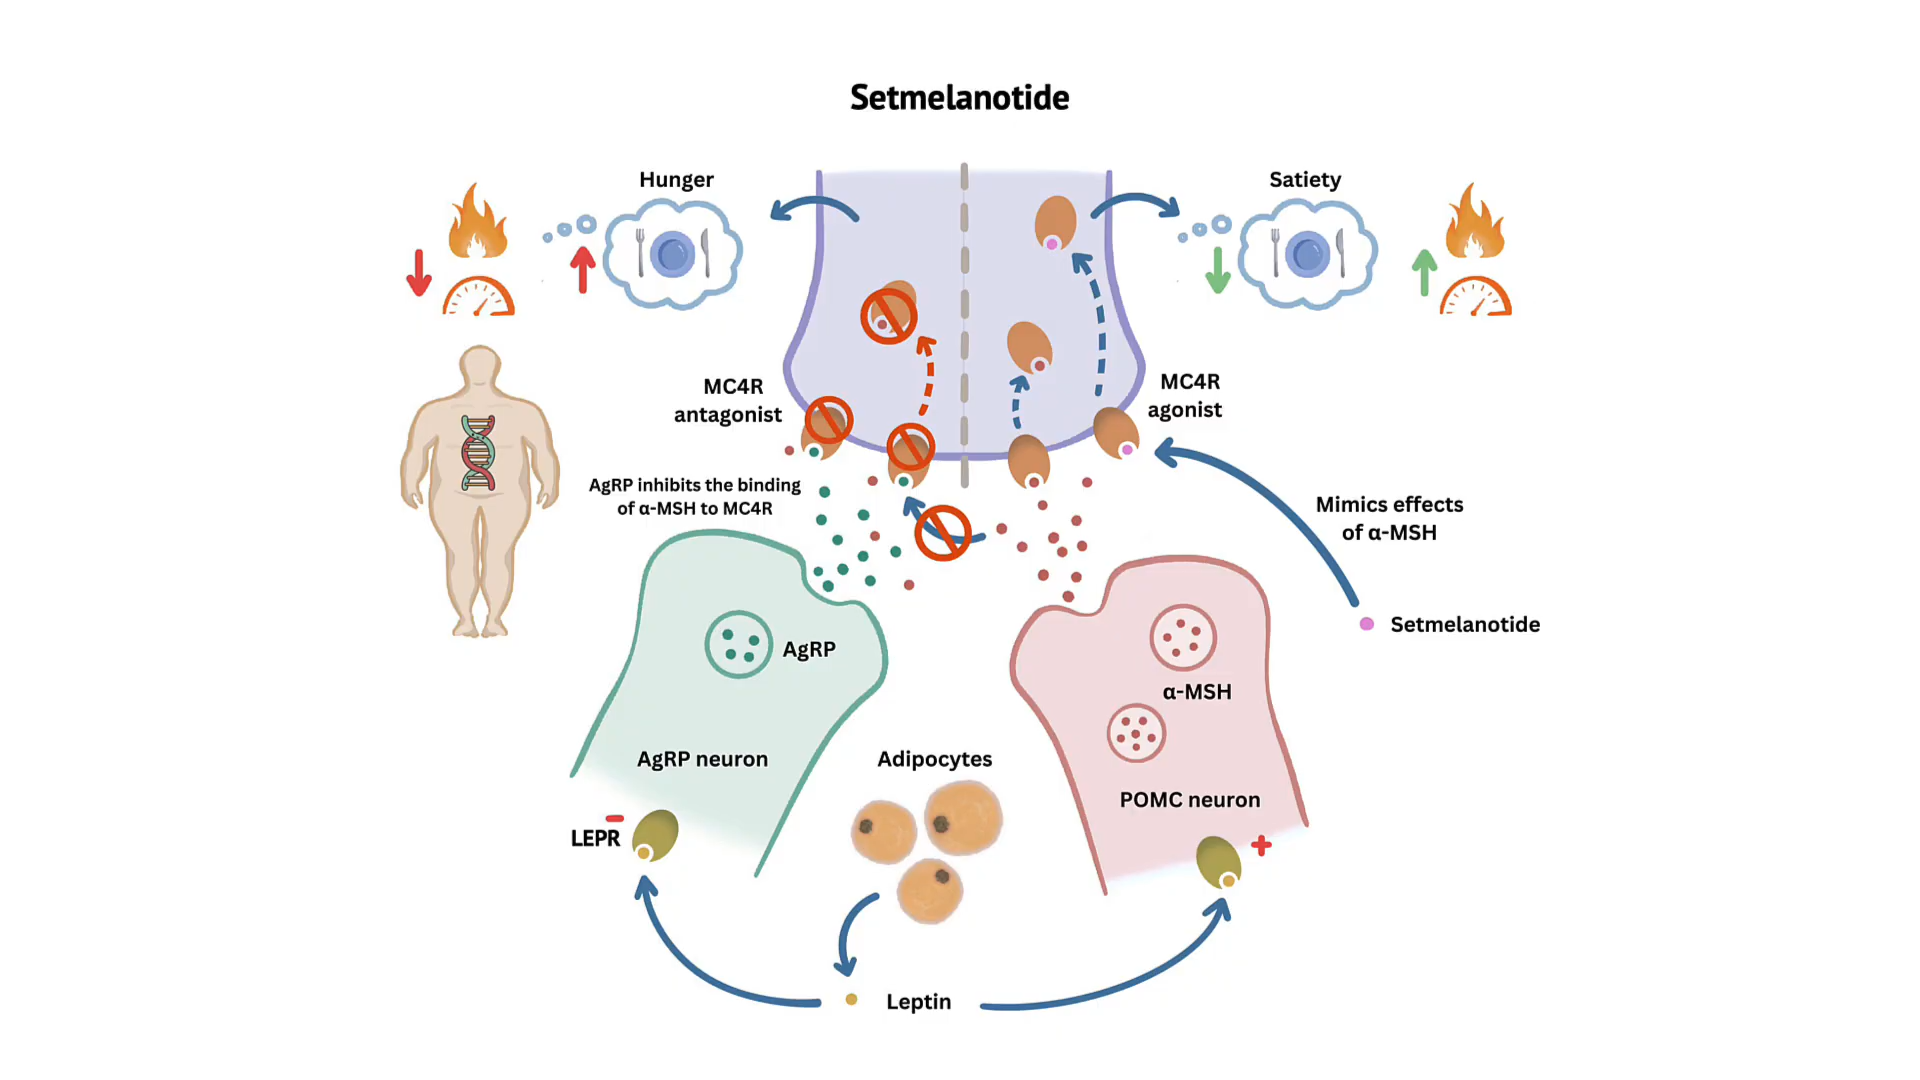 Setmelanotide
Hunger
Satiety
MC4R
antagonist
MC4R
agonist
AgRP inhibits the binding
of α-MSH to MC4R
Mimics effects
of α-MSH
Setmelanotide
AgRP
α-MSH
AgRP neuron
Adipocytes
POMC neuron
LEPR
Leptin